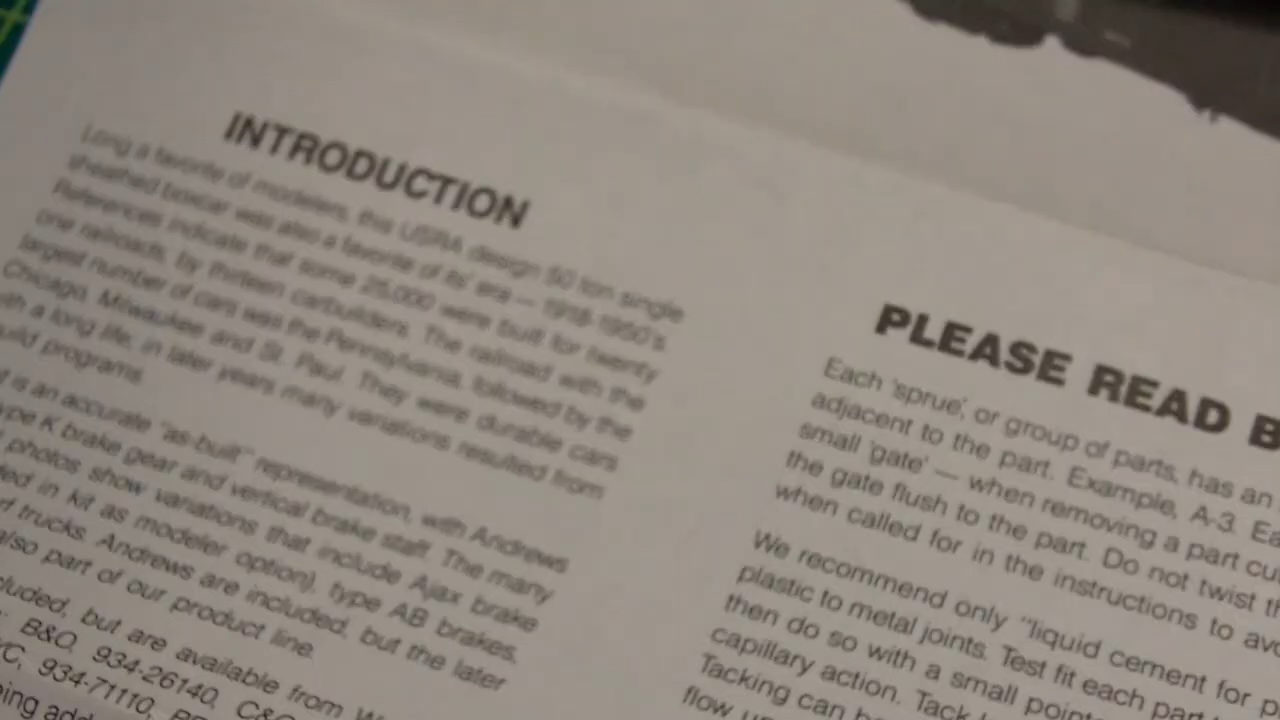 INTRODUCTION
Long a favorite of modelers, this USRA design 50 ton single
sheathed boxcar was also a favorite of its' era — 1918-1950's.
References indicate that some 25,000 were built for twenty
one railroads, by thirteen carbuilders. The railroad with the
largest number of cars was the Pennsylvania, followed by the
Chicago, Milwaukee and St. Paul. They were durable cars
a long life, in later years many variations resulted from
programs.
is an accurate "as-built" representation, with Andrews
K brake gear and vertical brake staff. The many
photos show variations that include Ajax brake
in kit as modeler option), type AB brakes,
trucks. Andrews are included, but the later
also part of our product line.
but are available from
B&O, 934-26140, C&O
934-71110,
PLEASE READ B
Each 'sprue', or group of parts, has an
adjacent to the part. Example, A-3. Ea
small 'gate' — when removing a part cu
the gate flush to the part. Do not twist th
when called for in the instructions to avo
We recommend only "liquid cement for p
plastic to metal joints. Test fit each part
then do so with a small point
capillary action. Tack
Tacking can b
flow